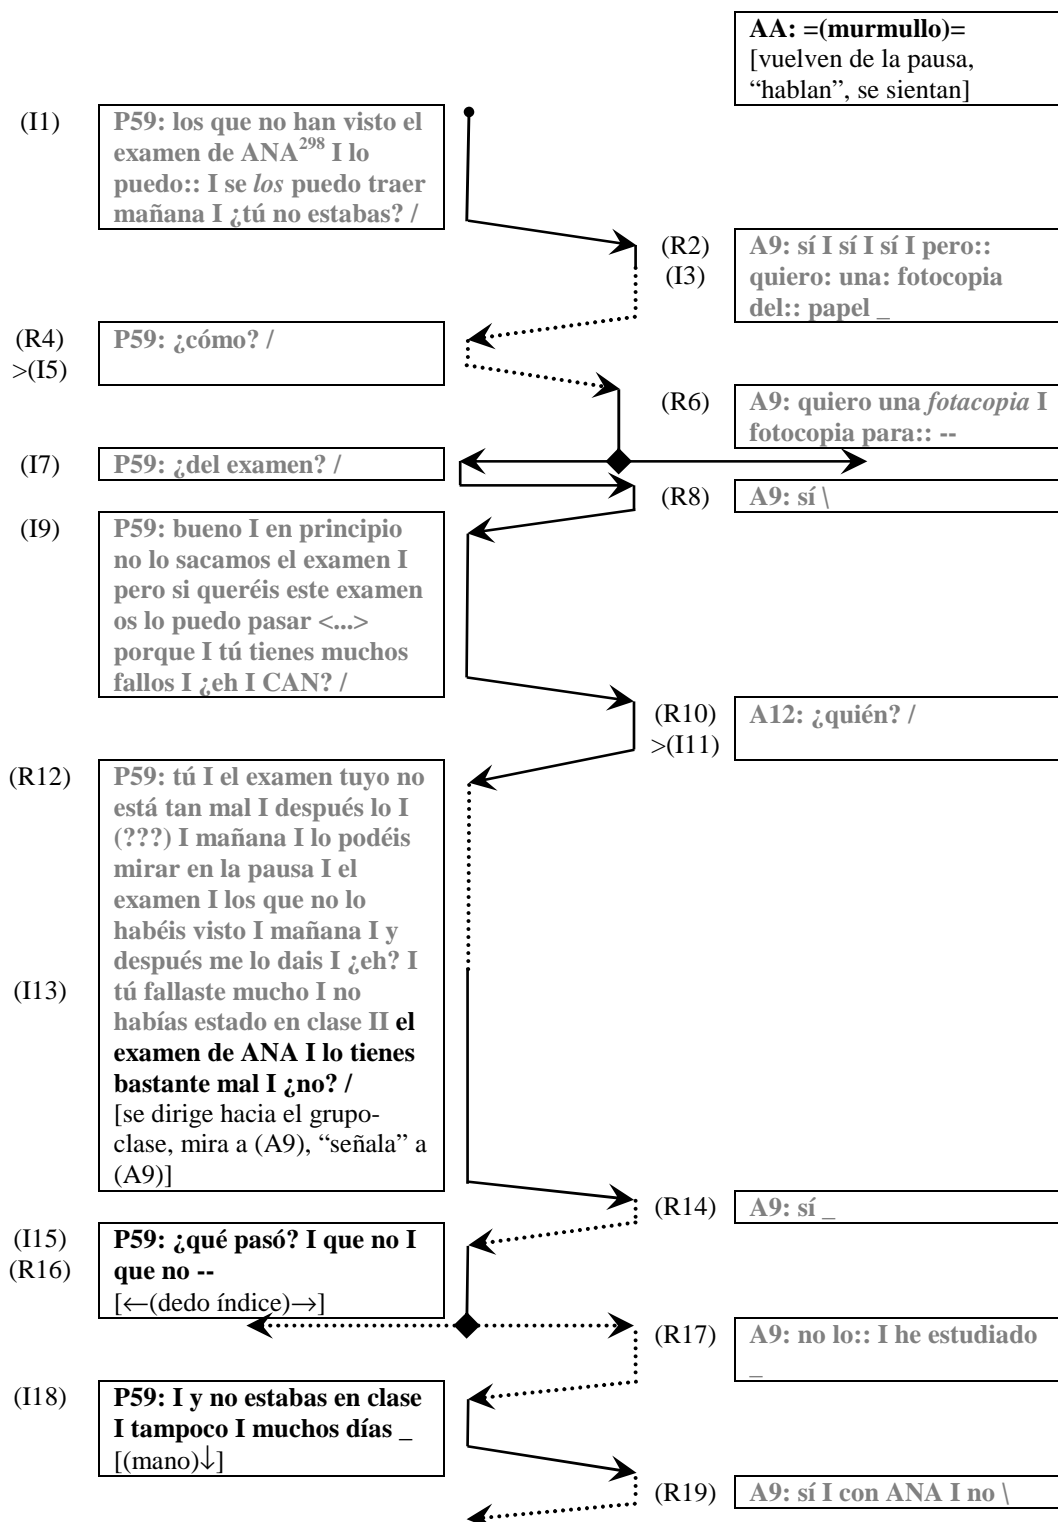 AA: =(murmullo)=
[vuelven de la pausa,
“hablan”, se sientan]
(I1)
P59: los que no han visto el
examen de ANA298 I lo
puedo:: I se los puedo traer
mañana I ¿tú no estabas? /
(R2)
(I3)
A9: sí I sí I sí I pero::
quiero: una: fotocopia
del:: papel _
(R4)
>(I5)
P59: ¿cómo? /
(R6)
A9: quiero una fotacopia I
fotocopia para:: --
(I7)
P59: ¿del examen? /
(R8)
A9: sí \
(I9)
P59: bueno I en principio
no lo sacamos el examen I
pero si queréis este examen
os lo puedo pasar <...>
porque I tú tienes muchos
fallos I ¿eh I CAN? /
(R10)
>(I11)
A12: ¿quién? /
(R12)
P59: tú I el examen tuyo no
está tan mal I después lo I
(???) I mañana I lo podéis
mirar en la pausa I el
examen I los que no lo
habéis visto I mañana I y
después me lo dais I ¿eh? I
(I13)
tú fallaste mucho I no
habías estado en clase II el
examen de ANA I lo tienes
bastante mal I ¿no? /
[se dirige hacia el grupo-
clase, mira a (A9), “señala” a
(A9)]
(R14)
A9: sí _
(I15)
(R16)
P59: ¿qué pasó? I que no I
que no --
[←(dedo índice)→]
(R17)
A9: no lo:: I he estudiado
_
(I18)
P59: I y no estabas en clase
I tampoco I muchos días _
[(mano)↓]
(R19)
A9: sí I con ANA I no \